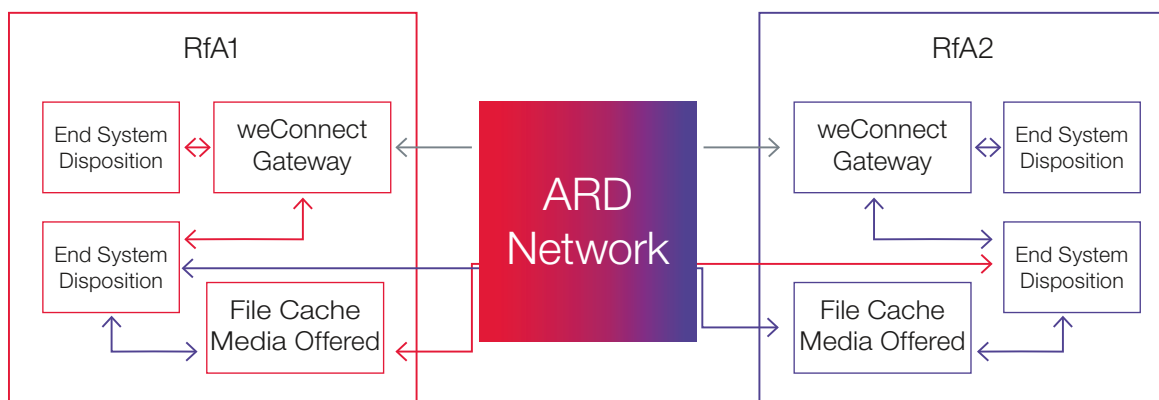 RfA1
End System
Disposition
weConnect
Gateway
End System
Disposition
File Cache
Media Offered
ARD
Network
RfA2
weConnect
Gateway
End System
Disposition
End System
Disposition
File Cache
Media Offered